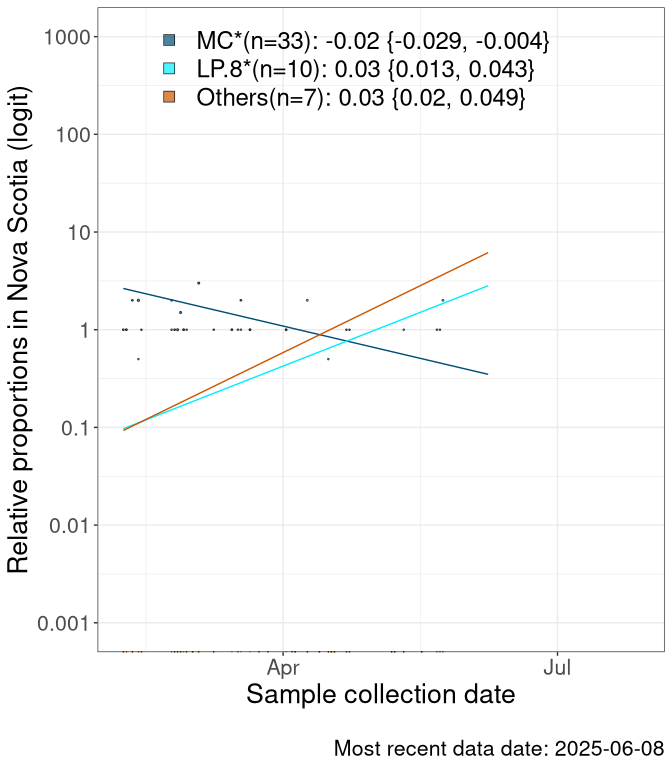 MC*(n=33): -0.02 {-0.029, -0.004}
LP.8*(n=10): 0.03 {0.013, 0.043}
Others(n=7): 0.03 {0.02, 0.049}
Relative proportions in Nova Scotia (logit)
1000
100
10
1
0.1
0.01
0.001
Apr
Jul
Sample collection date
Most recent data date: 2025-06-08